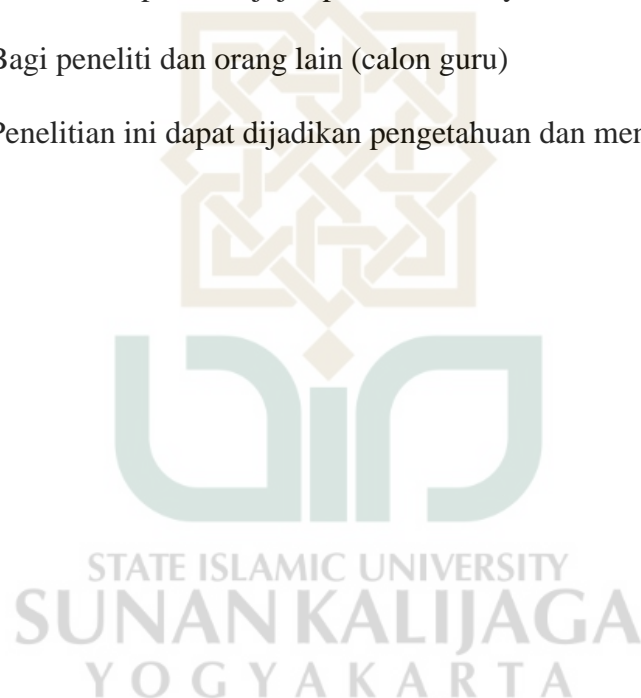 Bagi peneliti dan orang lain (calon guru)
Penelitian ini dapat dijadikan pengetahuan dan
STATE ISLAMIC UNIVERSITY
SUNAN KALIJAGA
YOGYAKARTA